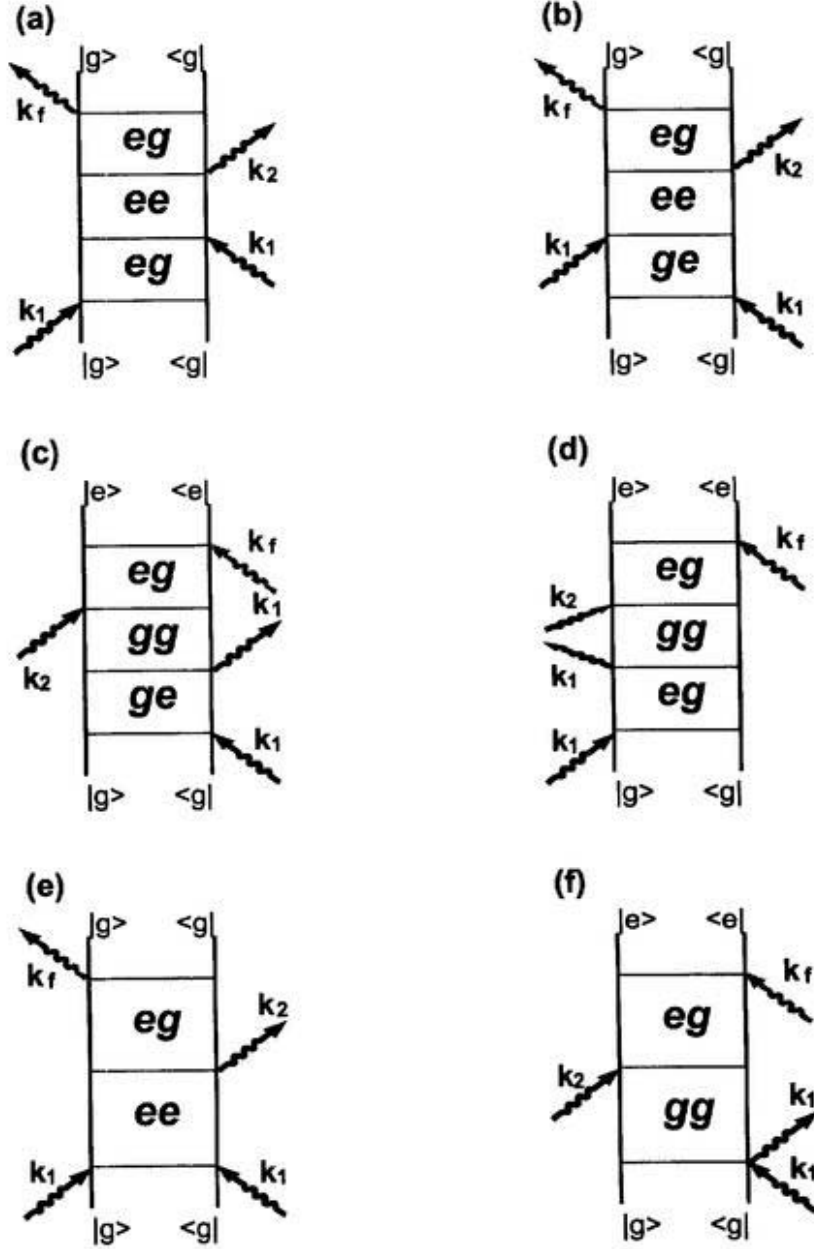 (a)
|g> <g|
kf
eg
k2
ee
k1
eg
k1
|g> <g|
(b)
|g> <g|
kf
eg
k2
ee
k1
ge
k1
|g> <g|
(c)
|e> <e|
kf
eg
k1
gg
k2
ge
k1
|g> <g|
(d)
|e> <e|
kf
eg
k2
gg
k1
eg
k1
|g> <g|
(e)
|g> <g|
kf
eg
k2
ee
k1 k1
|g> <g|
(f)
|e> <e|
kf
eg
k2
k1
gg
k1
|g> <g|